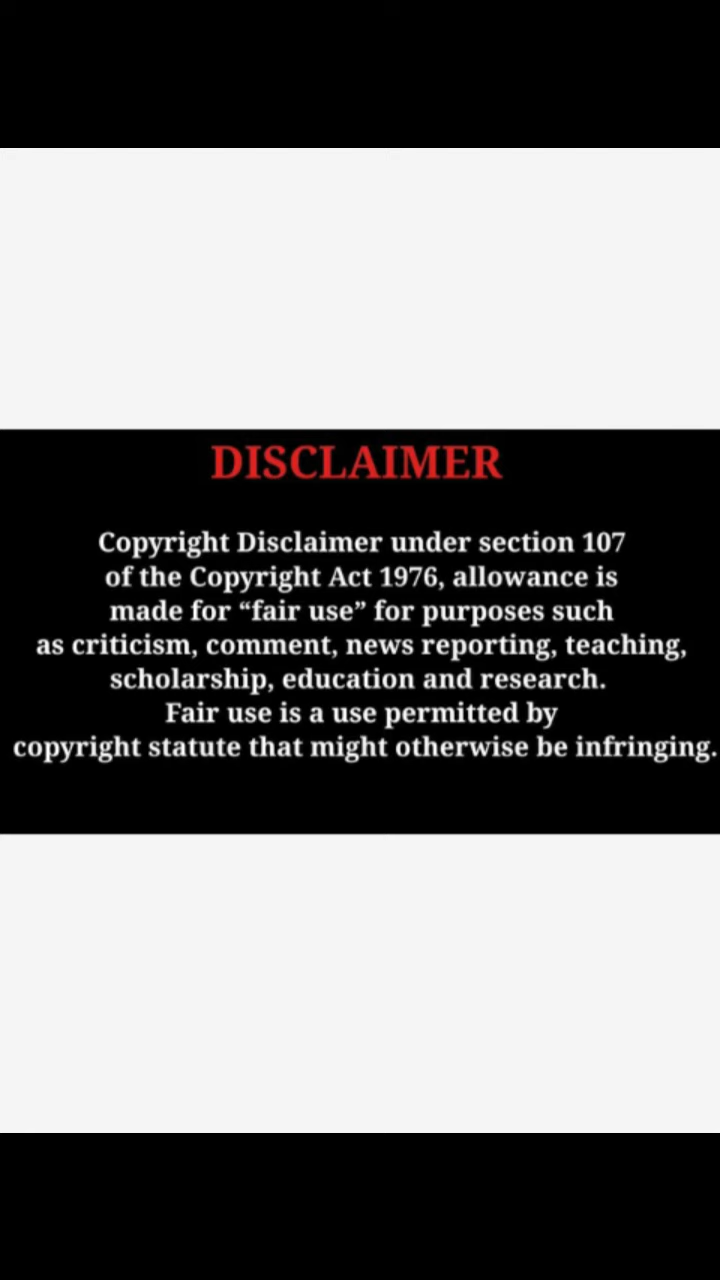 DISCLAIMER
Copyright Disclaimer under section 107
of the Copyright Act 1976, allowance is
made for “fair use” for purposes such
as criticism, comment, news reporting, teaching,
scholarship, education and research.
Fair use is a use permitted by
copyright statute that might otherwise be infringing.